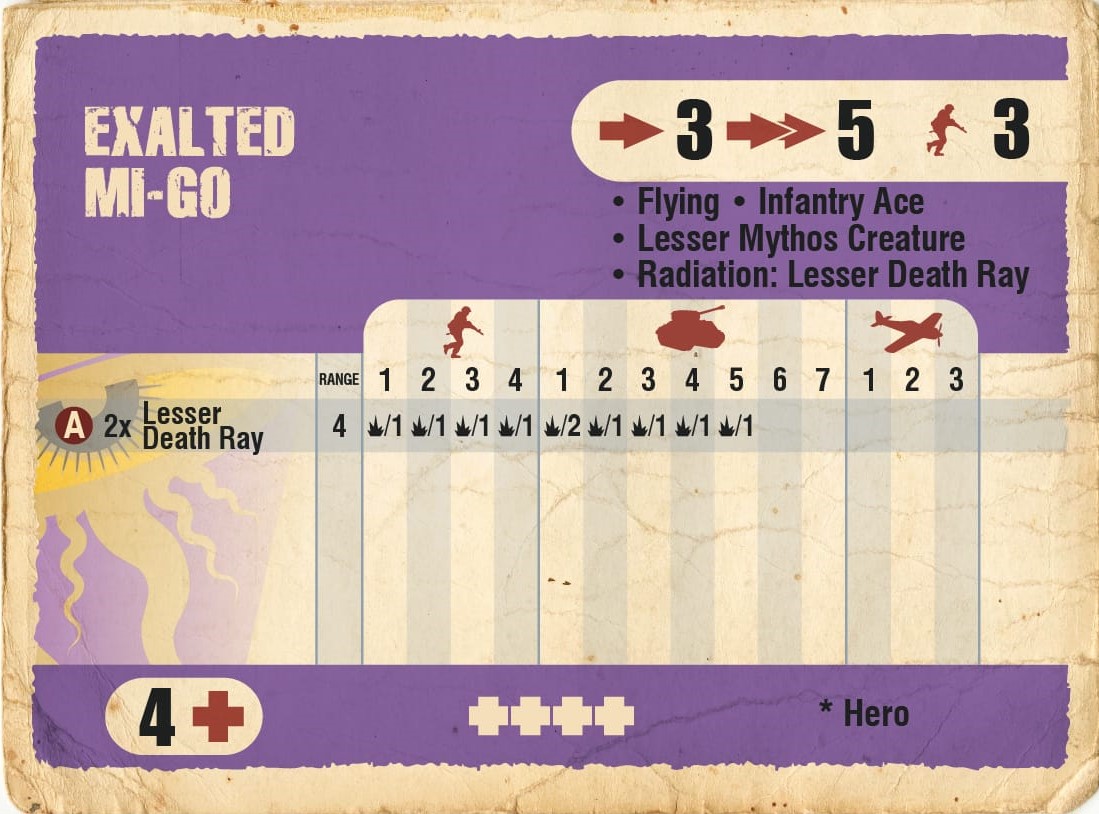 EXALTED
MI-GO
3 5 3
• Flying • Infantry Ace
• Lesser Mythos Creature
• Radiation: Lesser Death Ray
RANGE 1 2 3 4 1 2 3 4 5 6 7 1 2 3
A 2x Lesser
Death Ray 4 /1 /1 /1 /1 /2 /1 /1 /1 /1
4
* Hero